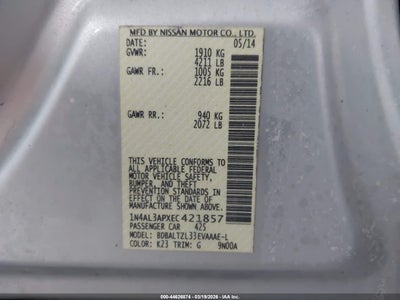 MFD BY NISSAN MOTOR CO., LTD.
DATE: 05/14
GVWR: 1910 KG
4211 LB
GAWR FR: 1005 KG
2216 LB
GAWR RR: 940 KG
2072 LB
THIS VEHICLE CONFORMS TO
ALL APPLICABLE FEDERAL
MOTOR VEHICLE SAFETY,
BUMPER, AND THEFT
PREVENTION STANDARDS IN
EFFECT ON THE DATE OF
MANUFACTURE SHOWN ABOVE.
1N4AL3APXEC421857
PASSENGER CAR 425
MODEL: BDBALTZL33EVAAAE-L
COLOR: K23 TRIM: G 9N00A
© IAA 44626074 | 03/19/2026 - IAA, Inc.